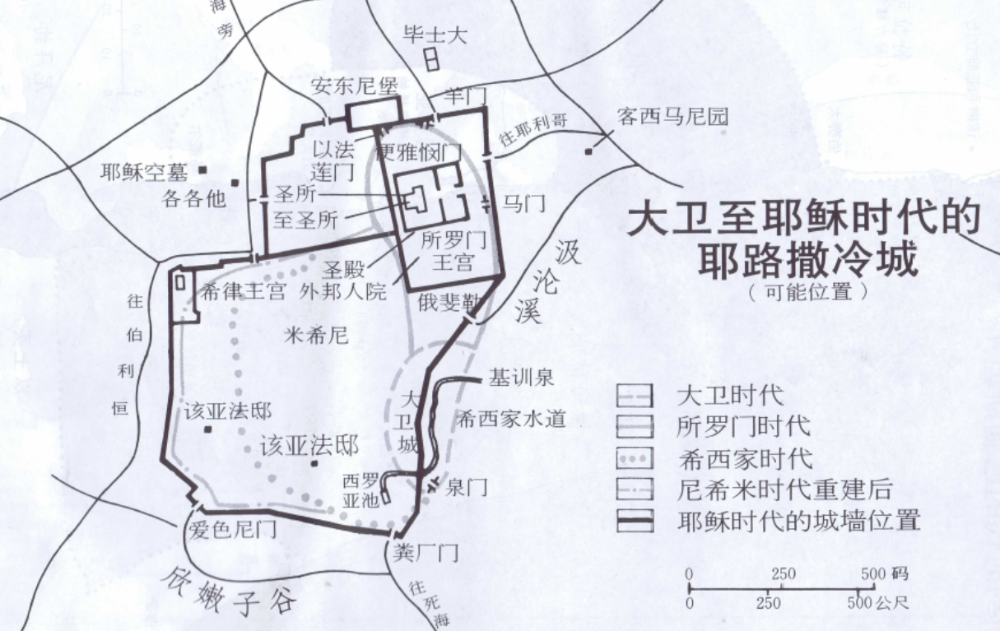 海
旁
毕士大
安东尼堡
羊门
往耶利哥
客西马尼园
以法
莲门
便雅悯门
耶稣空墓
各各他
圣所
至圣所
马门
大卫至耶稣时代的
耶路撒冷城
（可能位置）
所罗门
王宫
汲
沦
溪
圣殿
希律王宫
外邦人院
俄斐勒
往
伯
利
恒
米希尼
基训泉
大
卫
城
希西家水道
该亚法邸
该亚法邸
西罗
亚池
泉门
爱色尼门
粪厂门
欣嫩子谷
往
死
海
大卫时代
所罗门时代
希西家时代
尼希米时代重建后
耶稣时代的城墙位置
0 250 500 码
0 250 500公尺